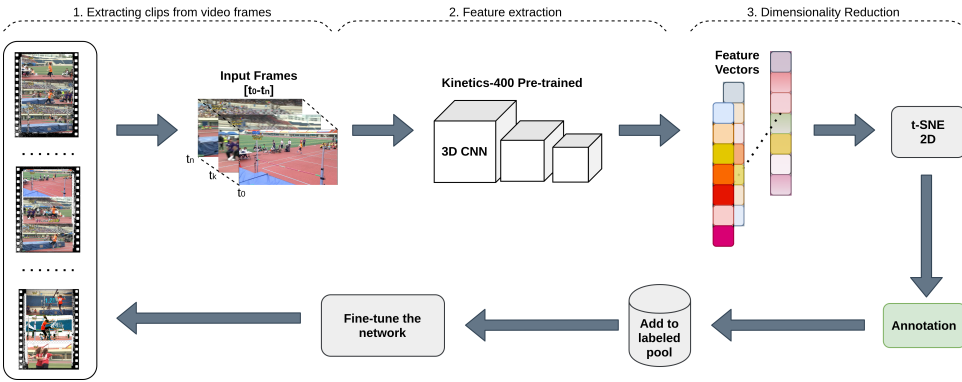 1. Extracting clips from video frames
2. Feature extraction
3. Dimensionality Reduction
Input Frames
[t0-tn]
tn
tk
t0
Kinetics-400 Pre-trained
3D CNN
Feature
Vectors
t-SNE
2D
Annotation
Add to
labeled
pool
Fine-tune the
network